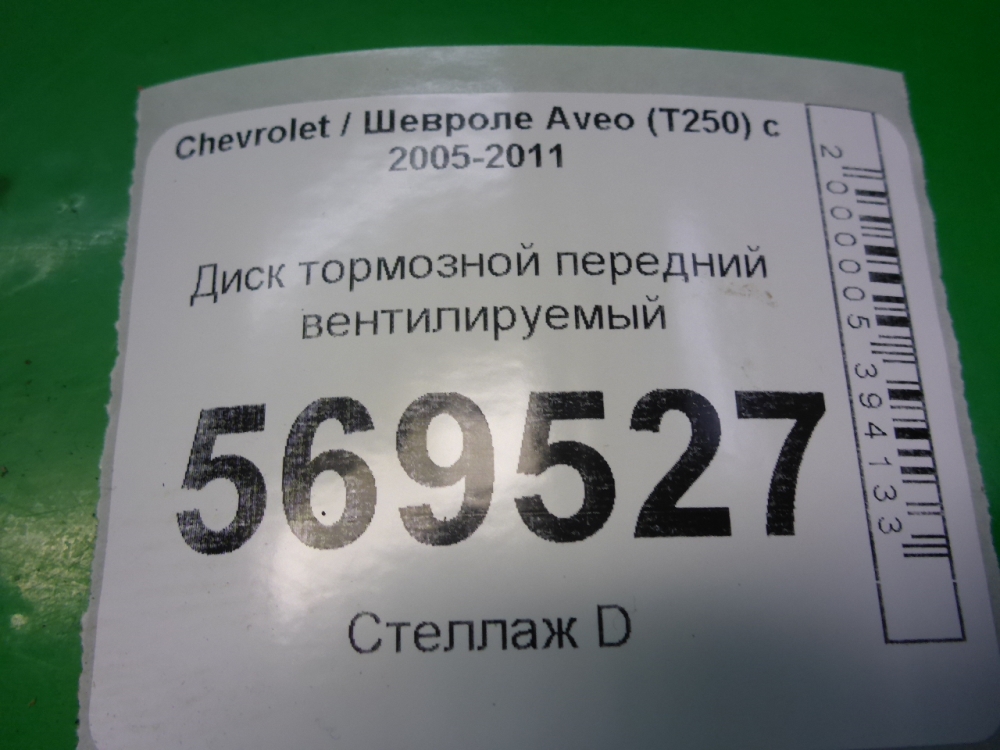 Chevrolet / Шевроле Aveo (T250) с
2005-2011
Диск тормозной передний
вентилируемый
569527
Стеллаж D
2000005394133